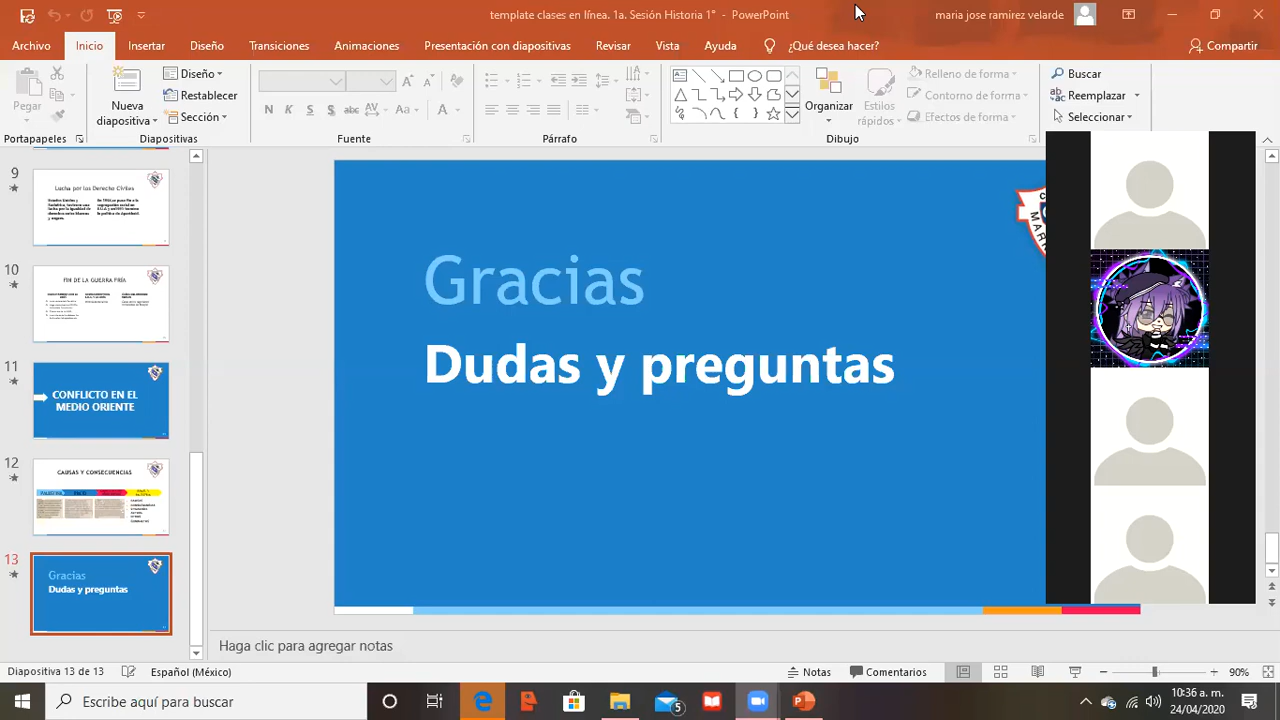 template clases en línea. 1a. Sesión Historia 1° - PowerPoint
maria jose ramirez velarde
Archivo Inicio Insertar Diseño Transiciones Animaciones Presentación con diapositivas Revisar Vista Ayuda ¿Qué desea hacer? Compartir
Pegar
Nueva diapositiva
Diseño
Restablecer
Sección
N K S S abc AV Aa A
Organizar
Estilos rápidos
Relleno de forma
Contorno de forma
Efectos de forma
Buscar
Reemplazar
Seleccionar
Portapapeles Diapositivas Fuente Párrafo Dibujo
9
Lucha por los Derecho Civiles
10
FIN DE LA GUERRA FRÍA
11
CONFLICTO EN EL
MEDIO ORIENTE
12
CAUSAS Y CONSECUENCIAS
13
Gracias
Dudas y preguntas
Gracias
Dudas y preguntas
Haga clic para agregar notas
Diapositiva 13 de 13 Español (México) Notas Comentarios 90%
Escribe aquí para buscar
5
10:36 a. m.
24/04/2020